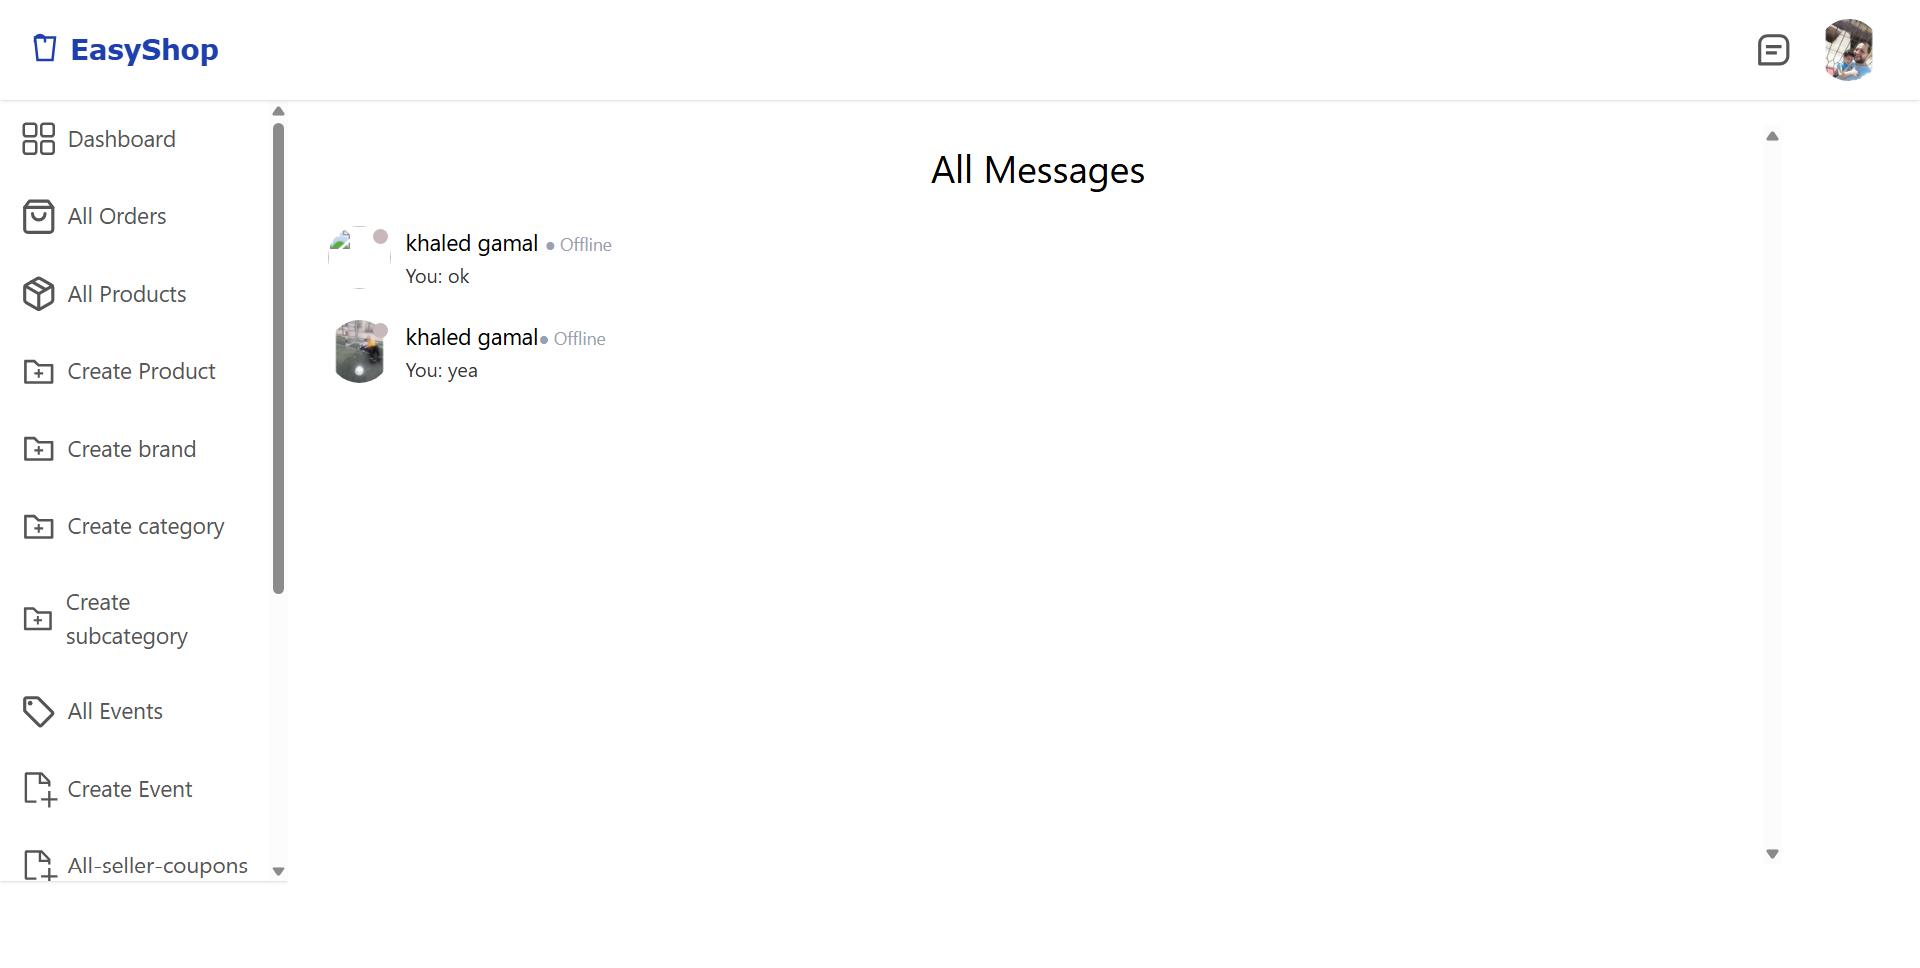 EasyShop
Dashboard
All Orders
All Products
Create Product
Create brand
Create category
Create
subcategory
All Events
Create Event
All-seller-coupons
All Messages
khaled gamal ● Offline
You: ok
khaled gamal● Offline
You: yea